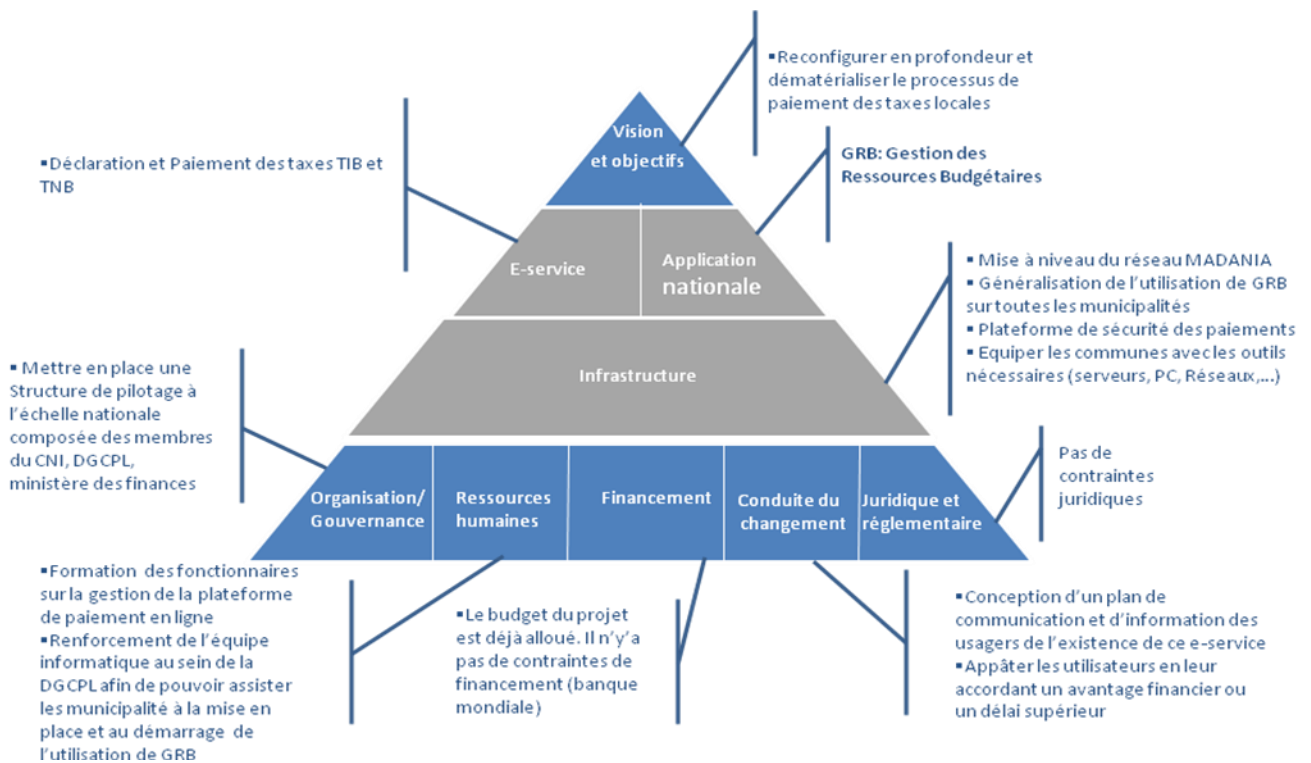 ▪Reconfigurer en profondeur et
dématérialiser le processus de
paiement des taxes locales
Vision
et objectifs
▪Déclaration et Paiement des taxes TIB et
TNB
GRB: Gestion des
Ressources Budgétaires
E-service
Application
nationale
▪ Mise à niveau du réseau MADANIA
▪ Généralisation de l'utilisation de GRB
sur toutes les municipalités
▪ Plateforme de sécurité des paiements
▪ Equiper les communes avec les outils
nécessaires (serveurs, PC, Réseaux,...)
Infrastructure
▪ Mettre en place une
Structure de pilotage à
l'échelle nationale
composée des membres
du CNI, DGCPL,
ministère des finances
Pas de
contraintes
juridiques
Organisation/
Gouvernance
Ressources
humaines
Financement
Conduite du
changement
Juridique et
réglementaire
▪Formation des fonctionnaires
sur la gestion de la plateforme
de paiement en ligne
▪Renforcement de l'équipe
informatique au sein de la
DGCPL afin de pouvoir assister
les municipalité à la mise en
place et au démarrage de
l'utilisation de GRB
▪Le budget du projet
est déjà alloué. Il n'y'a
pas de contraintes de
financement (banque
mondiale)
▪Conception d'un plan de
communication et d'information des
usagers de l'existence de ce e-service
▪Appâter les utilisateurs en leur
accordant un avantage financier ou
un délai supérieur